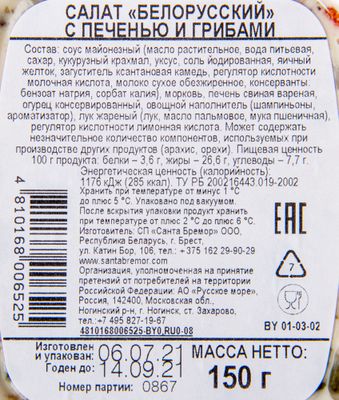 САЛАТ «БЕЛОРУССКИЙ»
С ПЕЧЕНЬЮ И ГРИБАМИ
Состав: соус майонезный (масло растительное, вода питьевая,
сахар, кукурузный крахмал, уксус, соль йодированная, яичный
желток, загуститель ксантановая камедь, регулятор кислотности
молочная кислота, молоко сухое обезжиренное, консерванты:
бензоат натрия, сорбат калия), морковь, печень свиная вареная,
огурец консервированный, овощной наполнитель (шампиньоны,
ароматизатор), лук жареный (лук, масло пальмовое, мука пшеничная),
регулятор кислотности лимонная кислота. Может содержать
незначительное количество компонентов, используемых при
производстве других продуктов (арахис, орехи). Пищевая ценность
100 г продукта: белки – 3,6 г, жиры - 26,6 г, углеводы – 7,7 г.
Энергетическая ценность (калорийность):
1176 кДж (285 ккал). ТУ РБ 200216443.019-2002
Хранить при температуре от минус 1 °С
до плюс 5 °С. Упаковано под вакуумом.
После вскрытия упаковки продукт хранить
при температуре от плюс 2 °С до плюс 6 °С.
Изготовитель: СП «Санта Бремор» ООО,
Республика Беларусь, г. Брест,
ул. Катин Бор, 106, тел.: + 375 162 29-90-29
www.santabremor.com
Организация, уполномоченная на принятие
претензий от потребителей на территории
Российской Федерации: АО «Русское море»,
Россия, 142400, Московская обл.,
Ногинский р-н, г. Ногинск, ст. Захарово,
тел.: +7 495 827-19-67
4810168006525-BY0,RU0-08
4 810168 006525
EAC
7
BY 01-03-02
Изготовлен
и упакован: 06.07.21
Годен до: 14.09.21
Номер партии: 0867
МАССА НЕТТО:
150 г